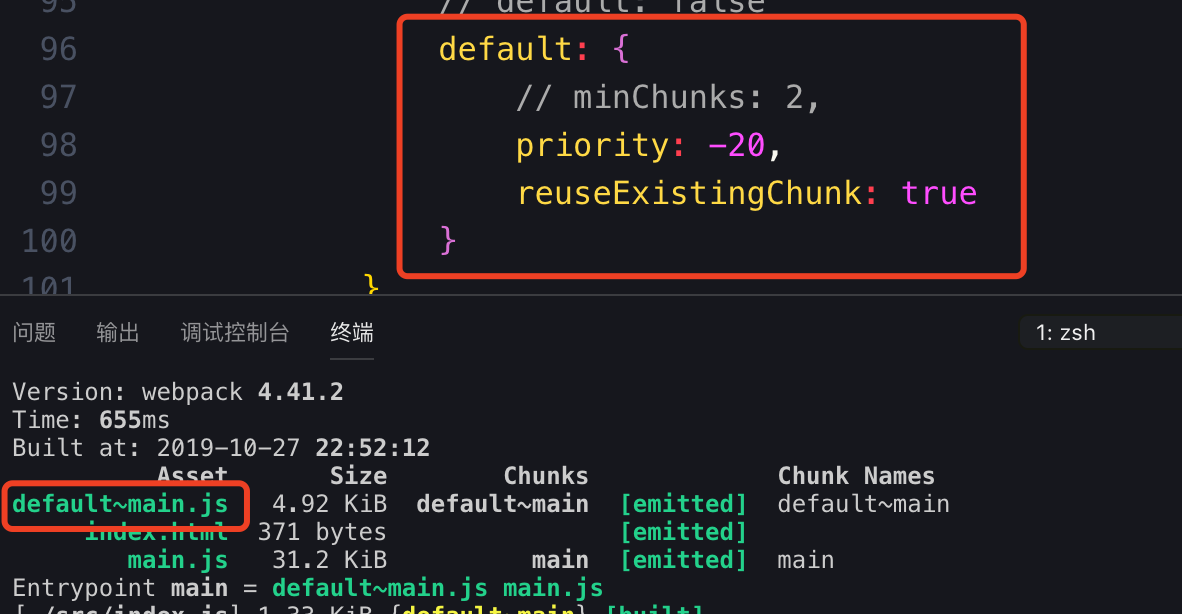 95 // default: false
96 default: {
97 // minChunks: 2,
98 priority: -20,
99 reuseExistingChunk: true
100 }
101 }
问题 输出 调试控制台 终端 1: zsh
Version: webpack 4.41.2
Time: 655ms
Built at: 2019-10-27 22:52:12
Asset Size Chunks Chunk Names
default~main.js 4.92 KiB default~main [emitted] default~main
index.html 371 bytes [emitted]
main.js 31.2 KiB main [emitted] main
Entrypoint main = default~main.js main.js
[./src/index.js] 1.33 KiB {default~main} [built]